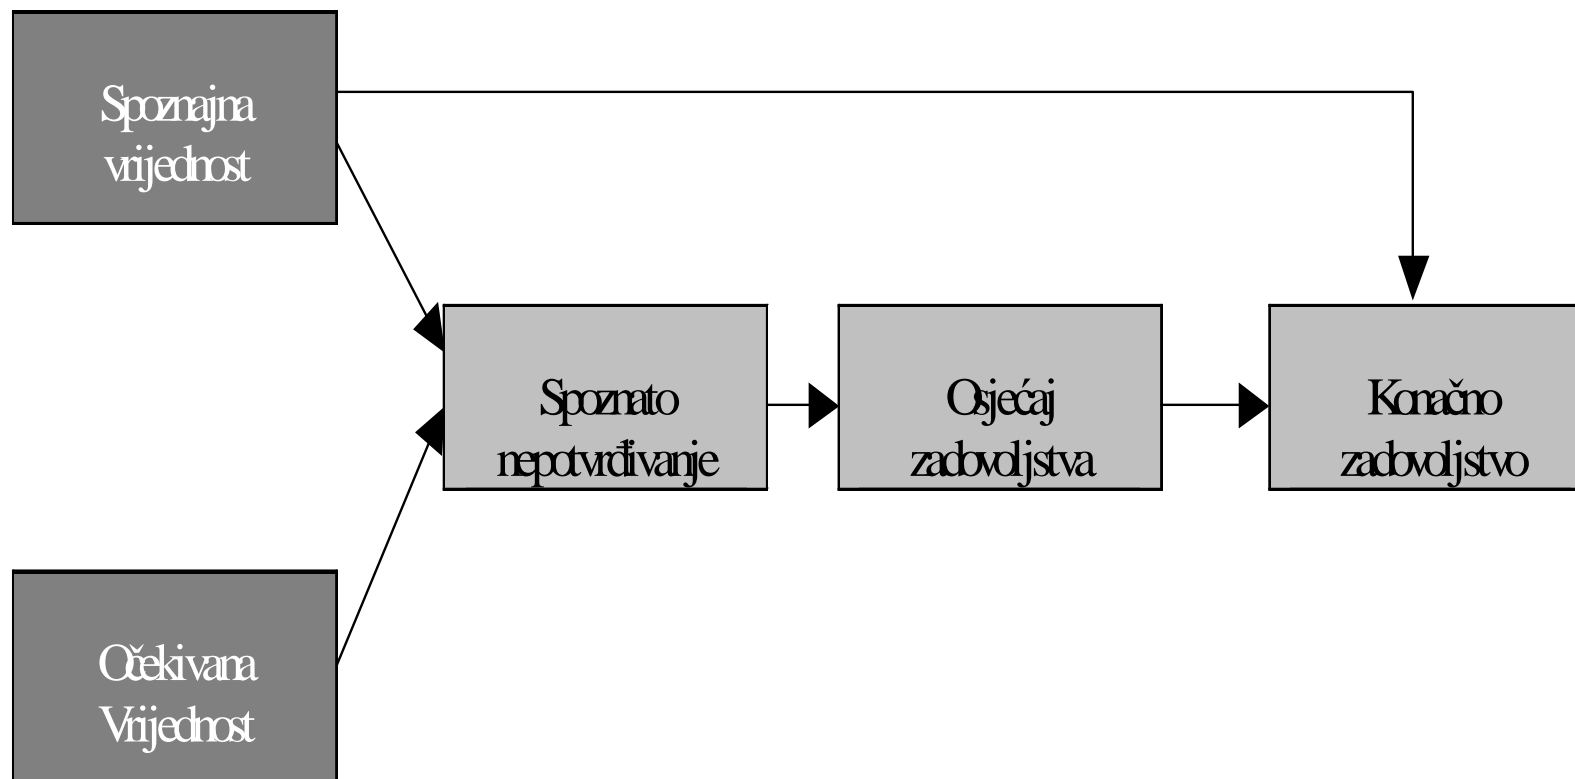 Spoznajna
vrijednost
Spoznato
nepotvrđivanje
Osjećaj
zadovoljstva
Konačno
zadovoljstvo
Očekivana
Vrijednost